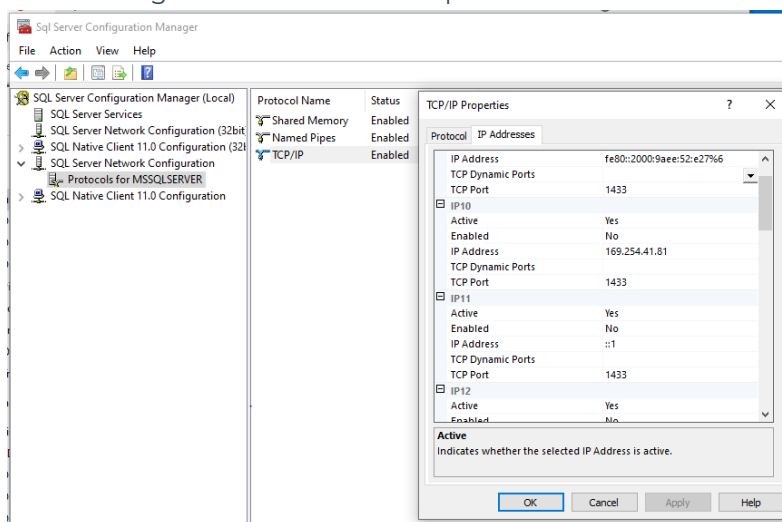 Sql Server Configuration Manager
File Action View Help
SQL Server Configuration Manager (Local)
SQL Server Services
SQL Server Network Configuration (32bit
SQL Native Client 11.0 Configuration (32b
SQL Server Network Configuration
Protocols for MSSQLSERVER
SQL Native Client 11.0 Configuration
Protocol Name Status
Shared Memory Enabled
Named Pipes Enabled
TCP/IP Enabled
TCP/IP Properties ? X
Protocol IP Addresses
IP Address fe80::2000:9aee:52:e27%6
TCP Dynamic Ports
TCP Port 1433
IP10
Active Yes
Enabled No
IP Address 169.254.41.81
TCP Dynamic Ports
TCP Port 1433
IP11
Active Yes
Enabled No
IP Address ::1
TCP Dynamic Ports
TCP Port 1433
IP12
Active Yes
Enabled No
Active
Indicates whether the selected IP Address is active.
OK Cancel Apply Help